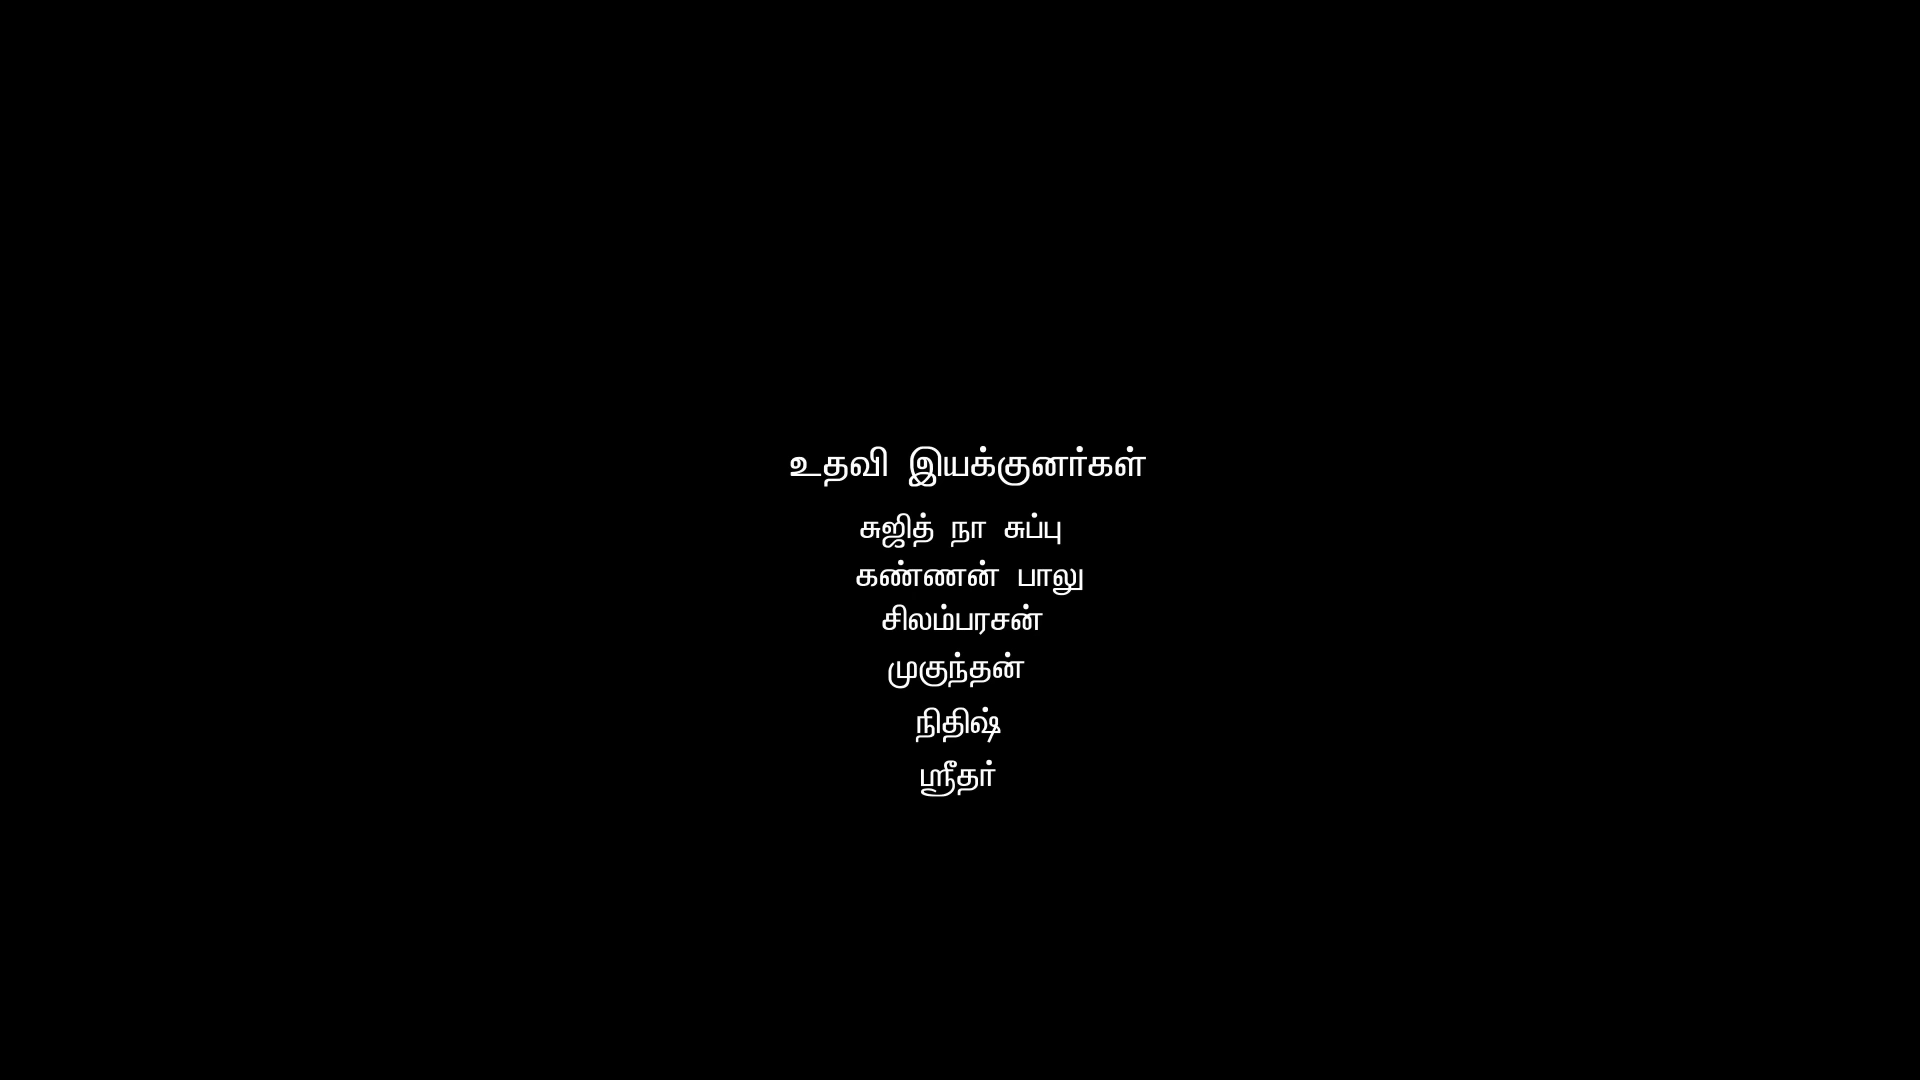 உதவி இயக்குனர்கள்
சுஜித் நா சுப்பு
கண்ணன் பாலு
சிலம்பரசன்
முகுந்தன்
நிதிஷ்
ஸ்ரீதர்